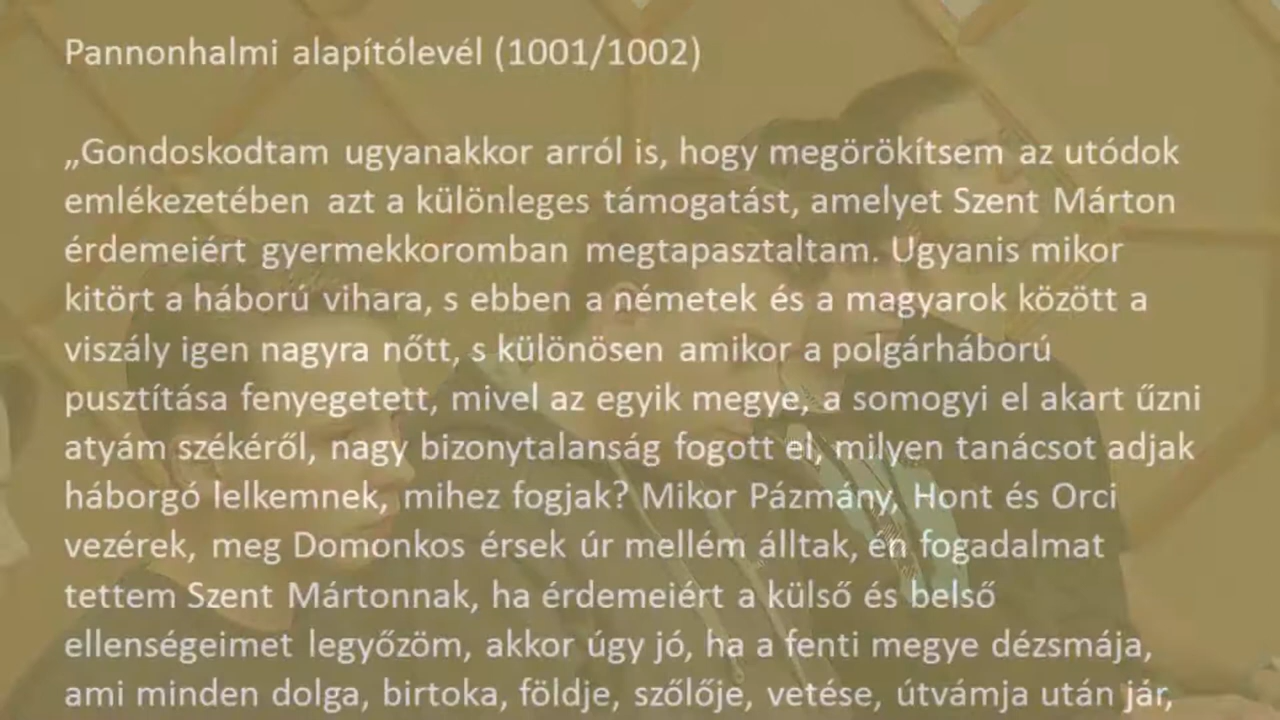 Pannonhalmi alapítólevél (1001/1002)
„Gondoskodtam ugyanakkor arról is, hogy megörökítsem az utódok
emlékezetében azt a különleges támogatást, amelyet Szent Márton
érdemeiért gyermekkoromban megtapasztaltam. Ugyanis mikor
kitört a háború vihara, s ebben a németek és a magyarok között a
viszály igen nagyra nőtt, s különösen amikor a polgárháború
pusztítása fenyegetett, mivel az egyik megye, a somogyi el akart űzni
atyám székéről, nagy bizonytalanság fogott el, milyen tanácsot adjak
háborgó lelkemnek, mihez fogjak? Mikor Pázmány, Hont és Orci
vezérek, meg Domonkos érsek úr mellém álltak, én fogadalmat
tettem Szent Mártonnak, ha érdemeiért a külső és belső
ellenségeimet legyőzöm, akkor úgy jó, ha a fenti megye dézsmája,
ami minden dolga, birtoka, földje, szőlője, vetése, útvámja után jár,